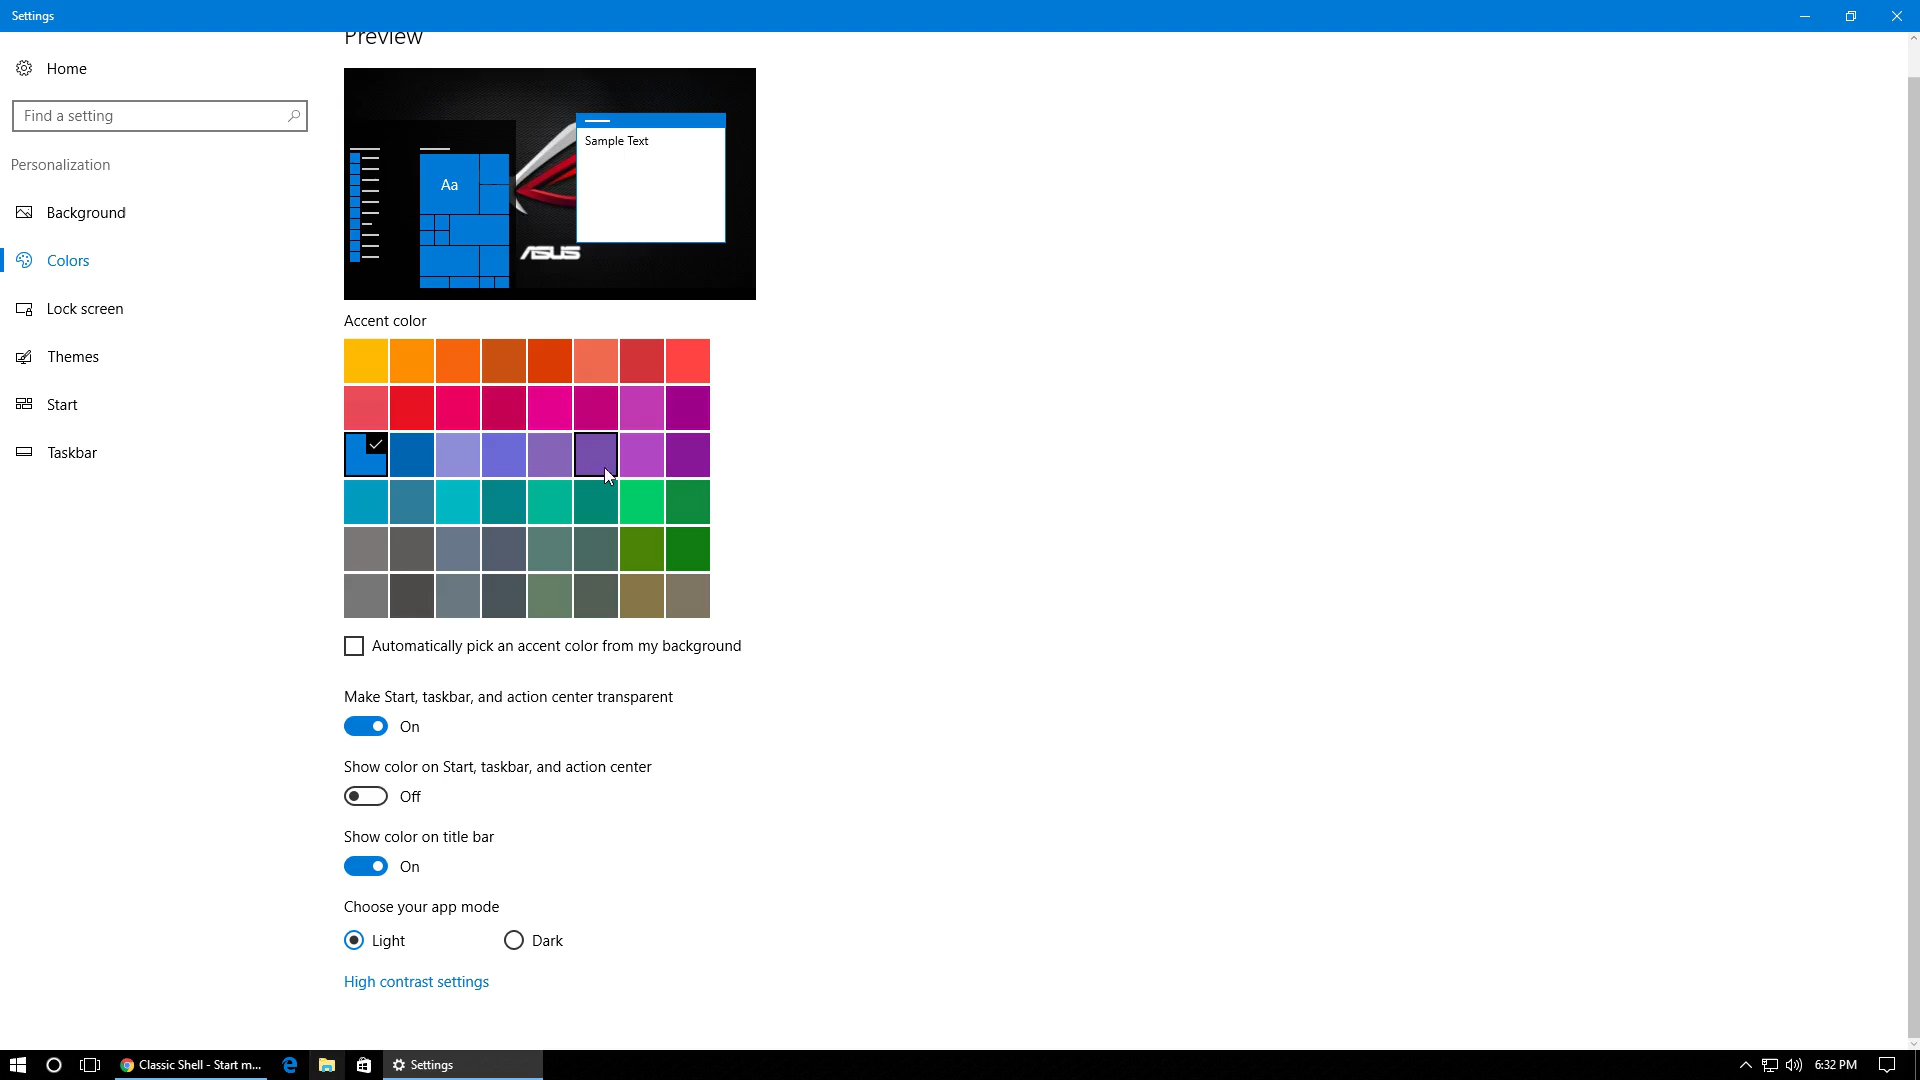 Settings
Preview
Home
Find a setting
Personalization
Background
Colors
Lock screen
Themes
Start
Taskbar
Sample Text
Aa
ASUS
Accent color
Automatically pick an accent color from my background
Make Start, taskbar, and action center transparent
On
Show color on Start, taskbar, and action center
Off
Show color on title bar
On
Choose your app mode
Light
Dark
High contrast settings
Classic Shell - Start m...
Settings
6:32 PM